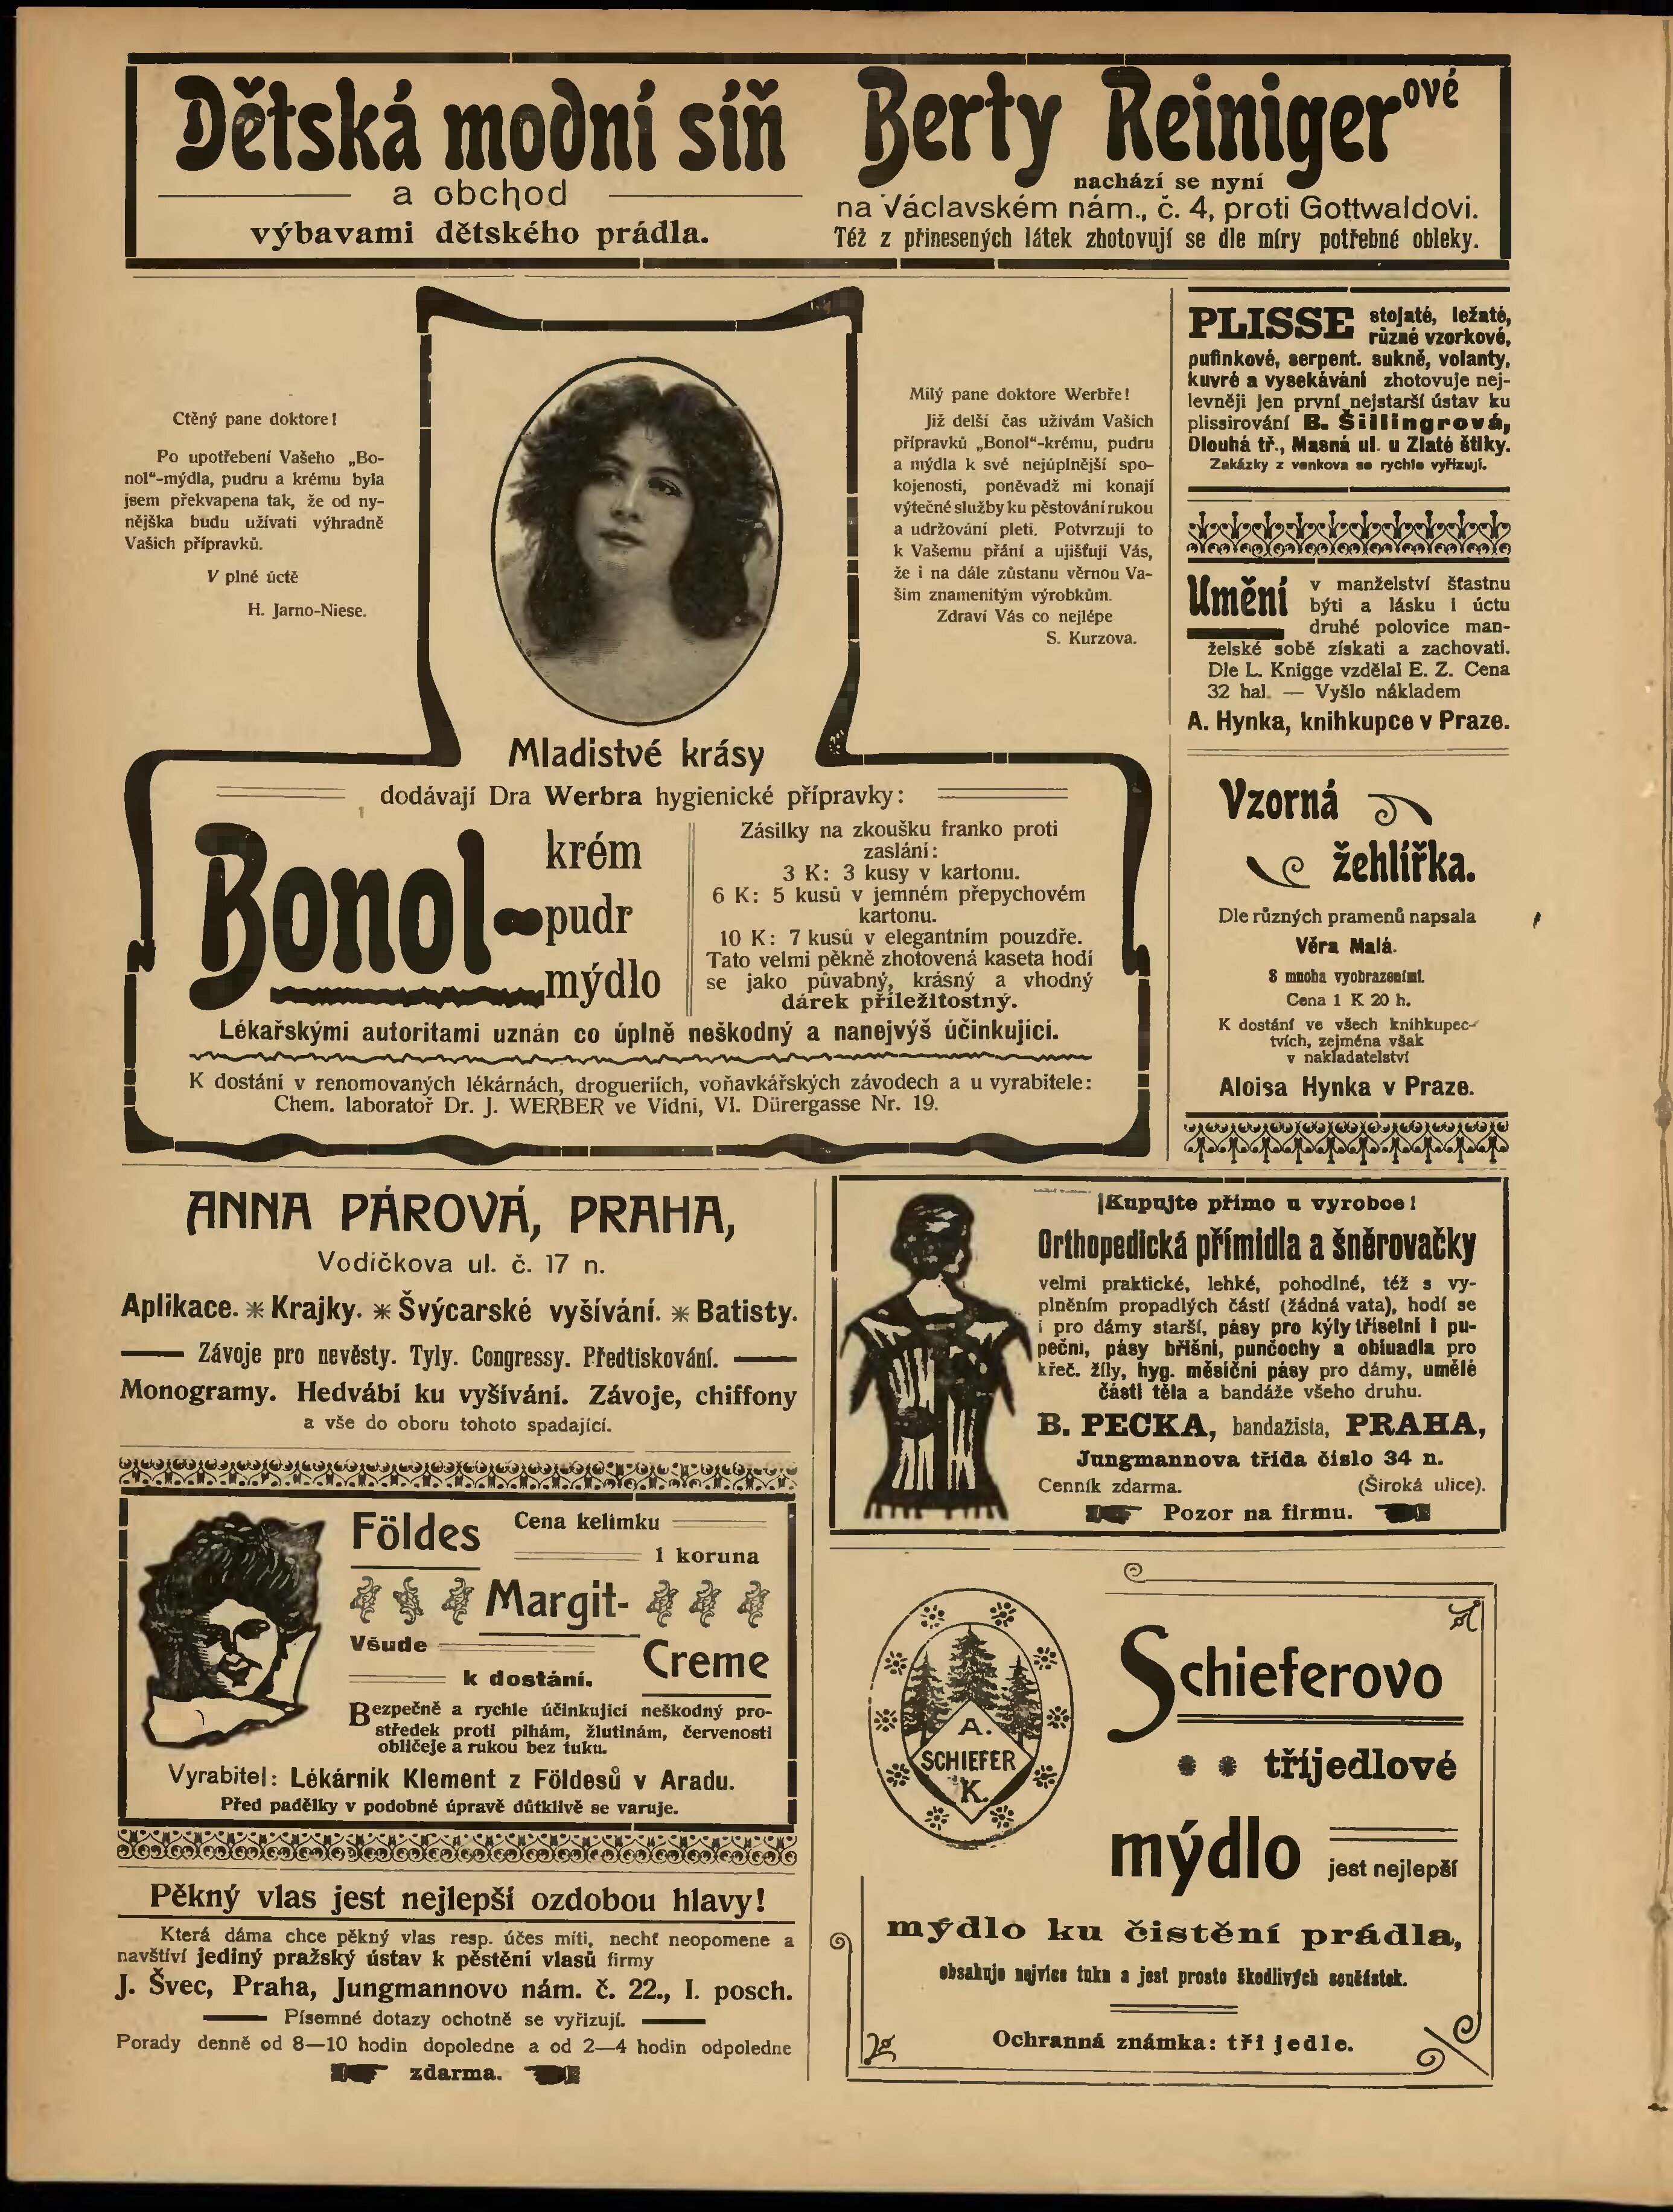 Dětská modní síň
a obchod
výbavami dětského prádla.
Berty Reinigerové
nachází se nyní
na Václavském nám., č. 4, proti Gottwaldovi.
Též z přinesených látek zhotovují se dle míry potřebné obleky.
Ctěný pane doktore!
Po upotřebení Vašeho „Bo-
nol“-mýdla, pudru a krému byla
jsem překvapena tak, že od ny-
nějška budu užívati výhradně
Vašich přípravků.
V plné úctě
H. Jarno-Niese.
Milý pane doktore Werbře!
Již delší čas užívám Vašich
přípravků „Bonol“-krému, pudru
a mýdla k své nejúplnější spo-
kojenosti, poněvadž mi konají
výtečné služby ku pěstování rukou
a udržování pleti. Potvrzuji to
k Vašemu přání a ujišťuji Vás,
že i na dále zůstanu věrnou Va-
šim znamenitým výrobkům.
Zdraví Vás co nejlépe
S. Kurzova.
Mladistvé krásy
dodávají Dra Werbra hygienické přípravky:
Bonol-
krém
pudr
mýdlo
Zásilky na zkoušku franko proti
zaslání:
3 K: 3 kusy v kartonu.
6 K: 5 kusů v jemném přepychovém
kartonu.
10 K: 7 kusů v elegantním pouzdře.
Tato velmi pěkně zhotovená kaseta hodí
se jako půvabný, krásný a vhodný
dárek příležitostný.
Lékařskými autoritami uznán co úplně neškodný a nanejvýš účinkující.
K dostání v renomovaných lékárnách, drogueriích, voňavkářských závodech a u vyrabitele:
Chem. laboratoř Dr. J. WERBER ve Vídni, VI. Dürergasse Nr. 19.
PLISSE stojaté, ležaté,
různé vzorkové,
pufinkové, serpent. sukně, volanty,
kuvré a vysekávání zhotovuje nej-
levněji jen první nejstarší ústav ku
plissirování B. Šillingrová,
Dlouhá tř., Masná ul. u Zlaté štiky.
Zakázky z venkova se rychle vyřizují.
Umění v manželství šťastnu
býti a lásku i úctu
druhé polovice man-
želské sobě získati a zachovati.
Dle L. Knigge vzdělal E. Z. Cena
32 hal. — Vyšlo nákladem
A. Hynka, knihkupce v Praze.
Vzorná
žehlířka.
Dle různých pramenů napsala
Věra Malá.
S mnoha vyobrazeními.
Cena 1 K 20 h.
K dostání ve všech knihkupec-
tvích, zejména však
v nakladatelství
Aloisa Hynka v Praze.
ANNA PÁROVÁ, PRAHA,
Vodičkova ul. č. 17 n.
Aplikace. * Krajky. * Švýcarské vyšívání. * Batisty.
Závoje pro nevěsty. Tyly. Congressy. Předtiskování.
Monogramy. Hedvábí ku vyšívání. Závoje, chiffony
a vše do oboru tohoto spadající.
Kupujte přímo u vyrobce!
Orthopedická přímidla a šněrovačky
velmi praktické, lehké, pohodlné, též s vy-
plněním propadlých částí (žádná vata), hodí se
i pro dámy starší, pásy pro kýly tříselní i pu-
peční, pásy břišní, punčochy a obinadla pro
křeč. žíly, hyg. měsíční pásy pro dámy, umělé
části těla a bandáže všeho druhu.
B. PECKA, bandažista, PRAHA,
Jungmannova třída číslo 34 n.
Cenník zdarma. (Široká ulice).
Pozor na firmu.
Földes
Cena kelímku
1 koruna
Margit-
Všude
k dostání.
Creme
Bezpečně a rychle účinkující neškodný pro-
středek proti pihám, žlutinám, červenosti
obličeje a rukou bez tuku.
Vyrabitel: Lékárník Klement z Földesů v Aradu.
Před padělky v podobné úpravě důtklivě se varuje.
Pěkný vlas jest nejlepší ozdobou hlavy!
Která dáma chce pěkný vlas resp. účes míti, nechť neopomene a
navštíví jediný pražský ústav k pěstění vlasů firmy
J. Švec, Praha, Jungmannovo nám. č. 22., I. posch.
Písemné dotazy ochotně se vyřizují.
Porady denně od 8—10 hodin dopoledne a od 2—4 hodin odpoledne
zdarma.
A.
SCHIEFER
K.
Schieferovo
tříjedlové
mýdlo jest nejlepší
mýdlo ku čistění prádla,
obsahuje nejvíce tuku a jest prosto škodlivých součástek.
Ochranná známka: tři jedle.